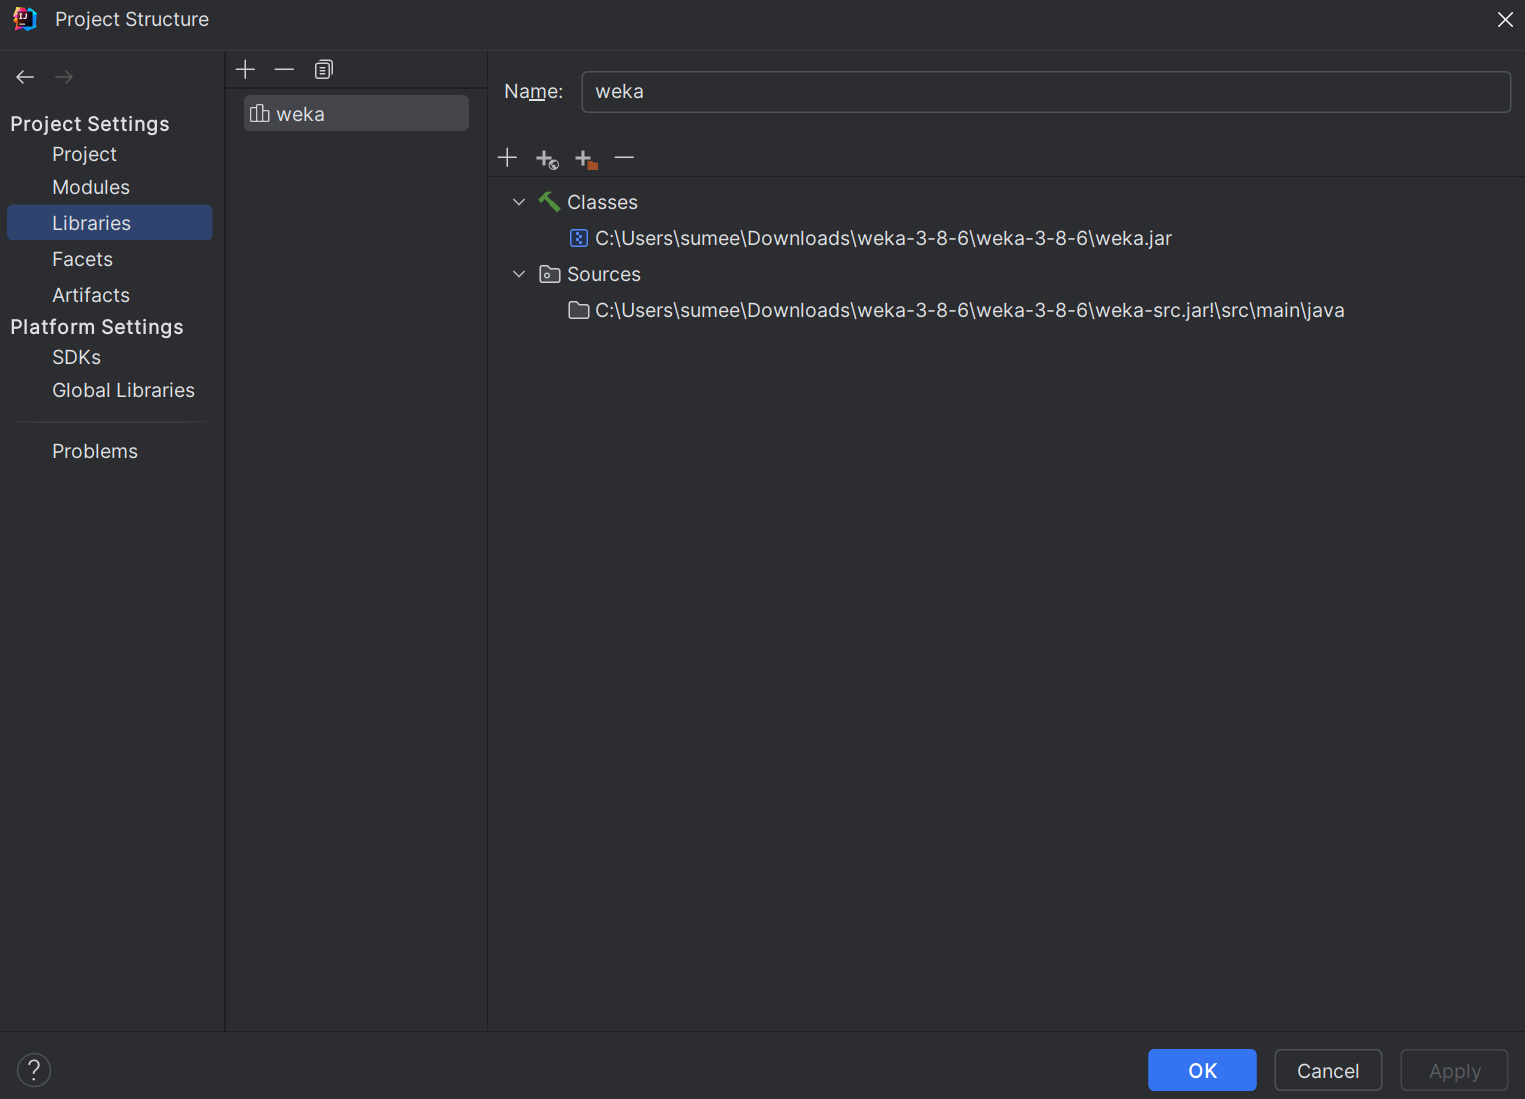 Project Structure
Project Settings
Project
Modules
Libraries
Facets
Artifacts
Platform Settings
SDKs
Global Libraries
Problems
weka
Name: weka
Classes
C:\Users\sumee\Downloads\weka-3-8-6\weka-3-8-6\weka.jar
Sources
C:\Users\sumee\Downloads\weka-3-8-6\weka-3-8-6\weka-src.jar!\src\main\java
?
OK
Cancel
Apply